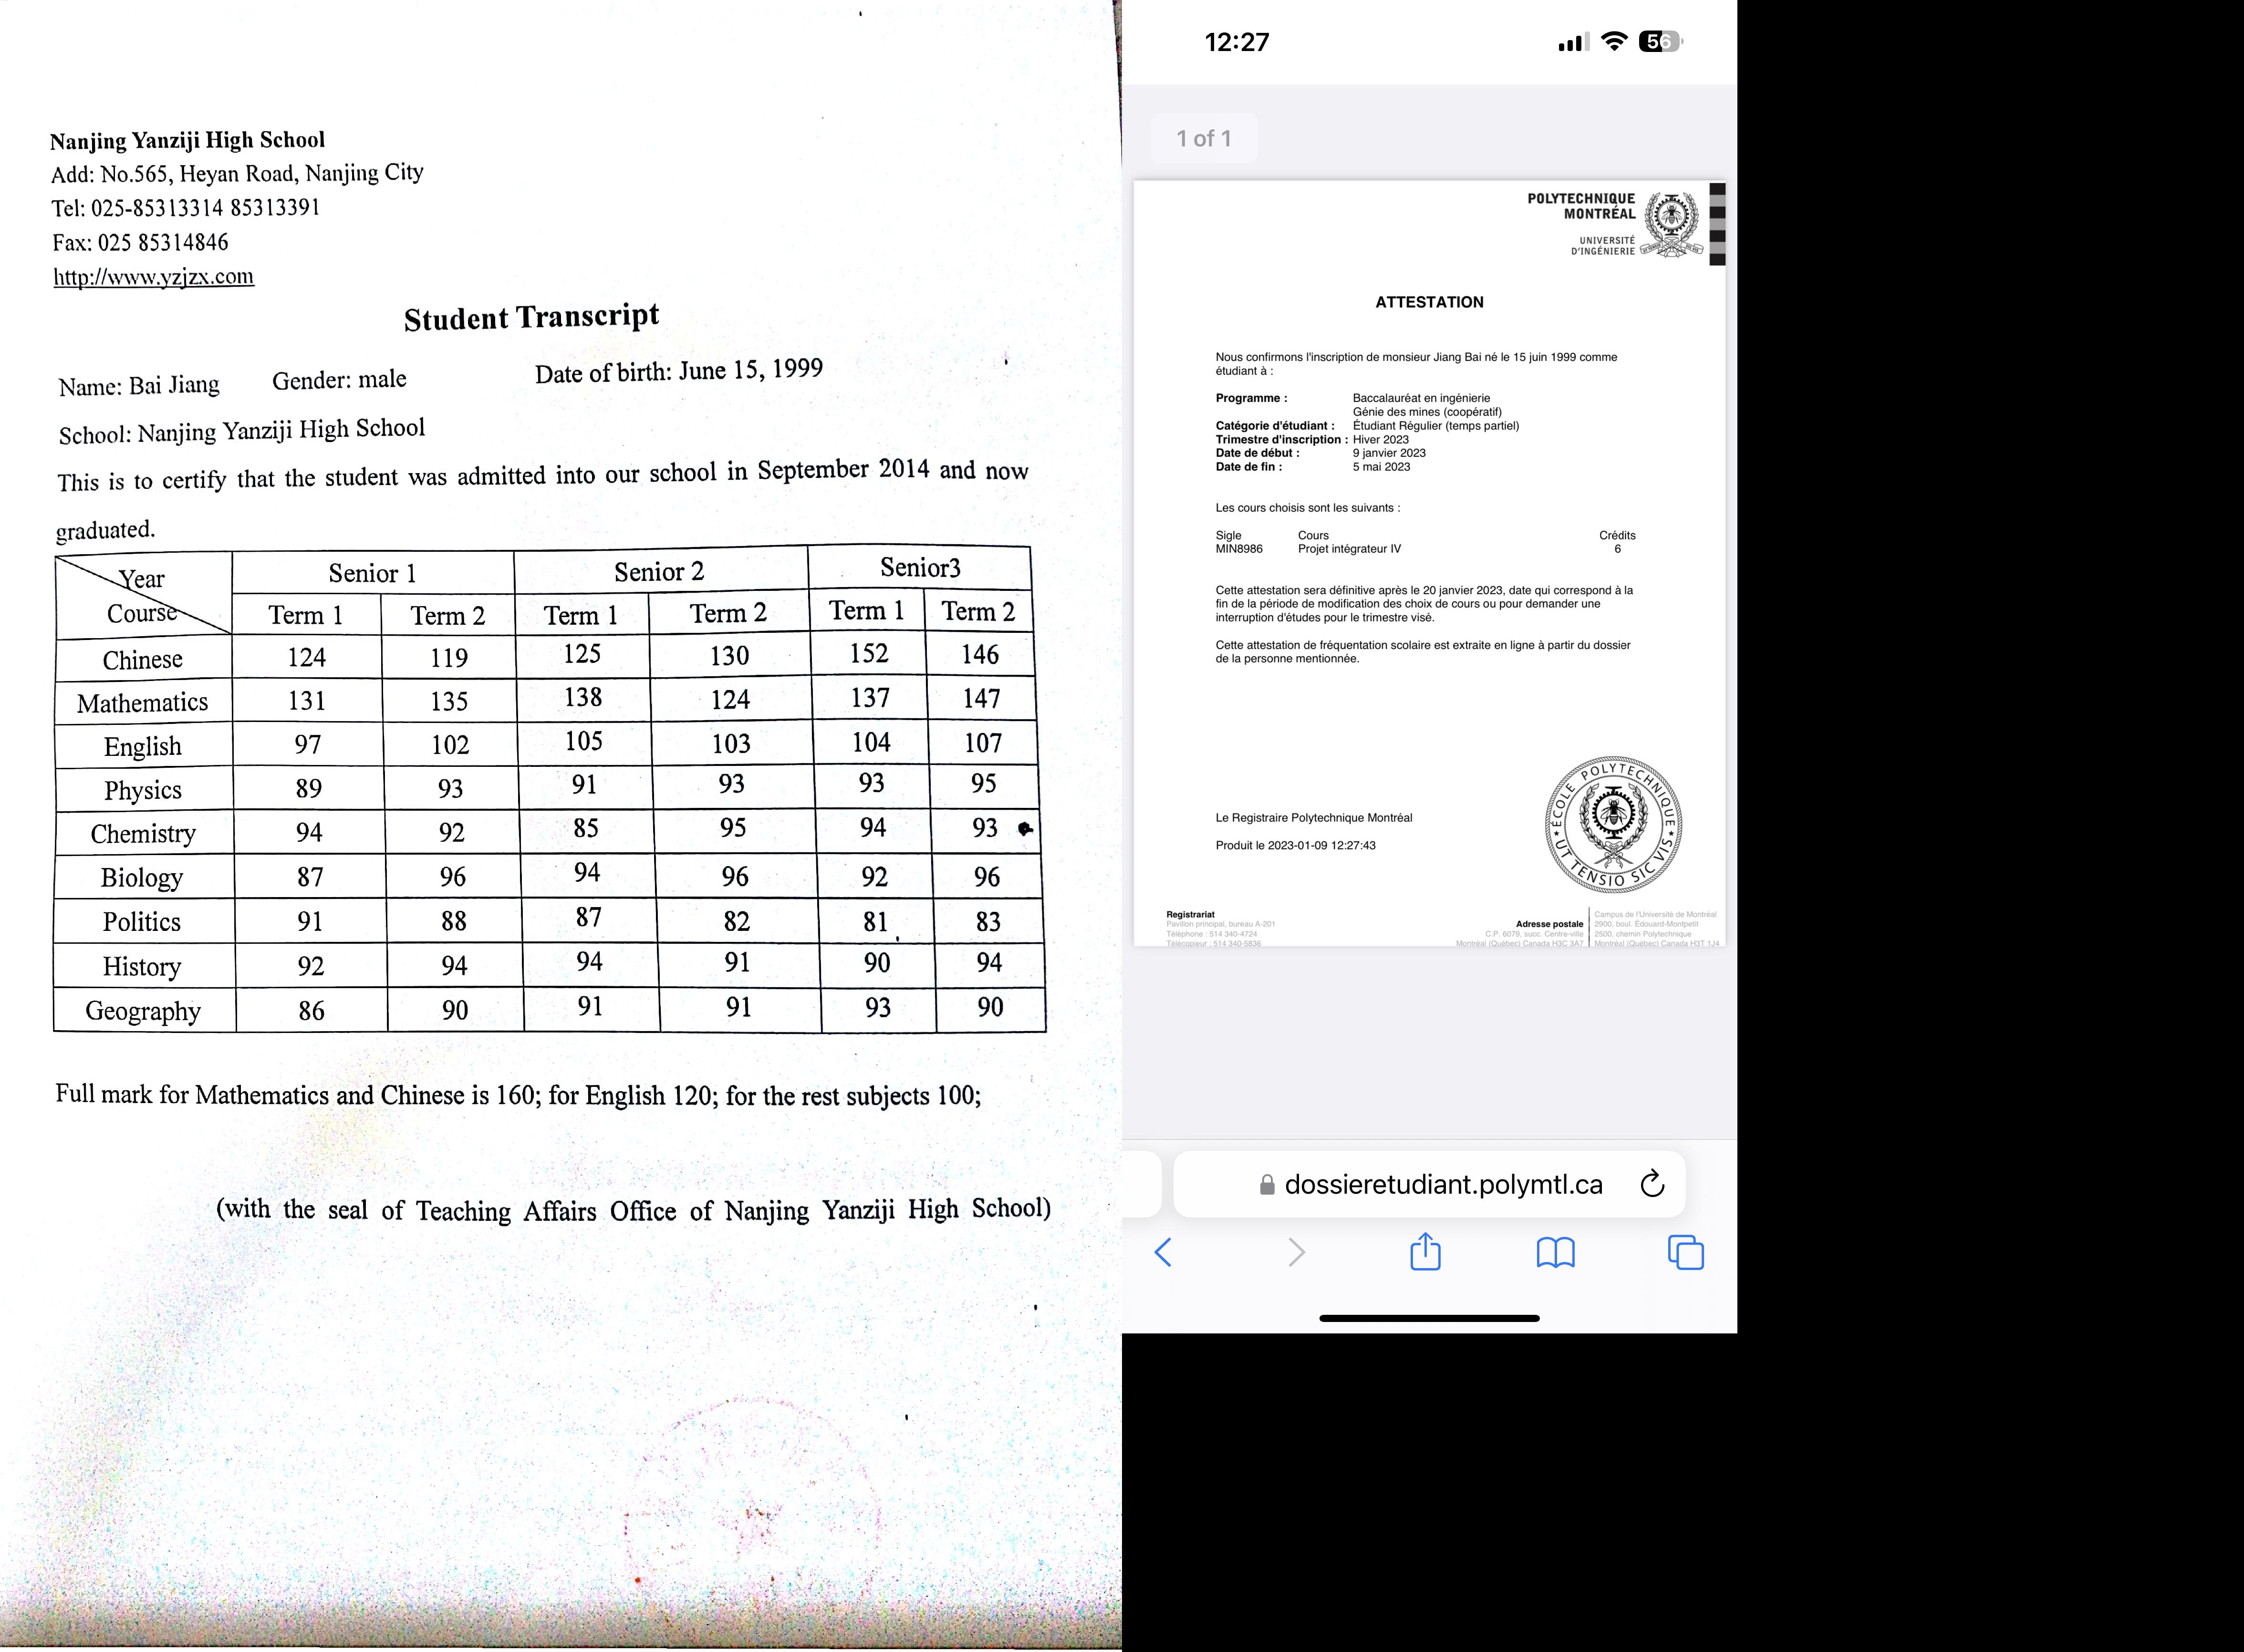 Nanjing Yanziji High School
Add: No.565, Heyan Road, Nanjing City
Tel: 025-85313314 85313391
Fax: 025 85314846
http://www.yzjzx.com
Student Transcript
Name: Bai Jiang Gender: male Date of birth: June 15, 1999
School: Nanjing Yanziji High School
This is to certify that the student was admitted into our school in September 2014 and now
graduated.
Year Senior 1 Senior 2 Senior3
Course Term 1 Term 2 Term 1 Term 2 Term 1 Term 2
Chinese 124 119 125 130 152 146
Mathematics 131 135 138 124 137 147
English 97 102 105 103 104 107
Physics 89 93 91 93 93 95
Chemistry 94 92 85 95 94 93
Biology 87 96 94 96 92 96
Politics 91 88 87 82 81 83
History 92 94 94 91 90 94
Geography 86 90 91 91 93 90
Full mark for Mathematics and Chinese is 160; for English 120; for the rest subjects 100;
(with the seal of Teaching Affairs Office of Nanjing Yanziji High School)
12:27 56
1 of 1
POLYTECHNIQUE
MONTRÉAL
UNIVERSITÉ
D'INGÉNIERIE
ATTESTATION
Nous confirmons l'inscription de monsieur Jiang Bai né le 15 juin 1999 comme
étudiant à :
Programme : Baccalauréat en ingénierie
Génie des mines (coopératif)
Catégorie d'étudiant : Étudiant Régulier (temps partiel)
Trimestre d'inscription : Hiver 2023
Date de début : 9 janvier 2023
Date de fin : 5 mai 2023
Les cours choisis sont les suivants :
Sigle Cours Crédits
MIN8986 Projet intégrateur IV 6
Cette attestation sera définitive après le 20 janvier 2023, date qui correspond à la
fin de la période de modification des choix de cours ou pour demander une
interruption d'études pour le trimestre visé.
Cette attestation de fréquentation scolaire est extraite en ligne à partir du dossier
de la personne mentionnée.
ÉCOLE POLYTECHNIQUE
UT TENSIO SIC VIS
Le Registraire Polytechnique Montréal
Produit le 2023-01-09 12:27:43
Registrariat
Pavillon principal, bureau A-201
Téléphone : 514 340-4724
Télécopieur : 514 340-5836
Adresse postale
C.P. 6079, succ. Centre-ville
Montréal (Québec) Canada H3C 3A7
Campus de l'Université de Montréal
2900, boul. Édouard-Montpetit
2500, chemin Polytechnique
Montréal (Québec) Canada H3T 1J4
dossieretudiant.polymtl.ca